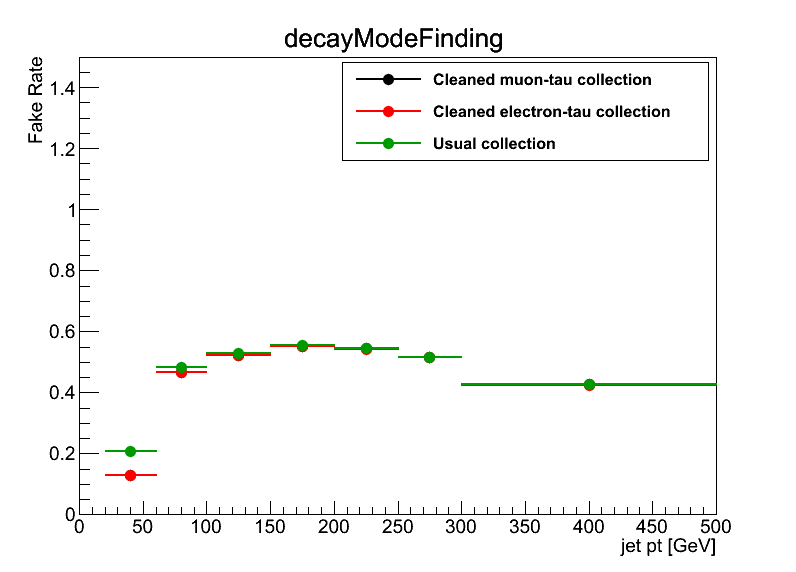 decayModeFinding
Fake Rate
Cleaned muon-tau collection
Cleaned electron-tau collection
Usual collection
1.4
1.2
1
0.8
0.6
0.4
0.2
0
0 50 100 150 200 250 300 350 400 450 500
jet pt [GeV]